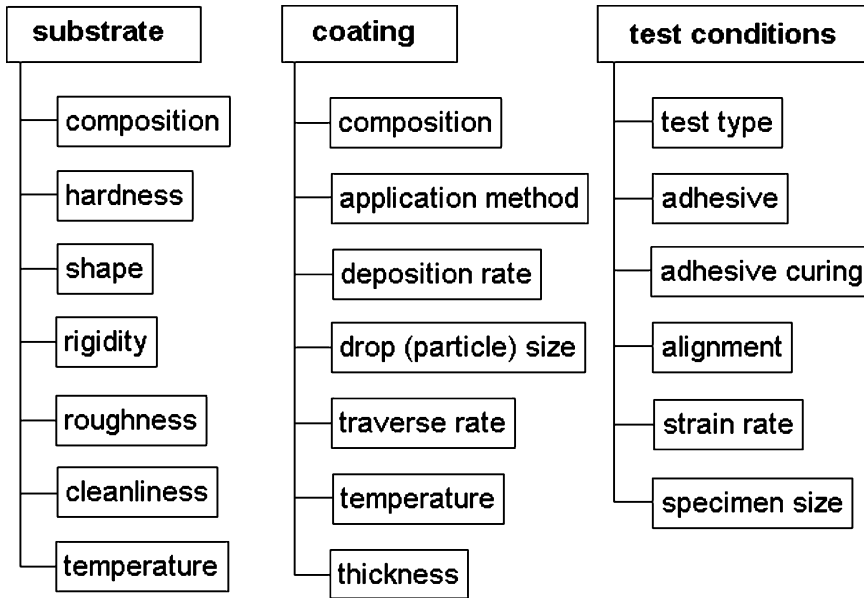 substrate
composition
hardness
shape
rigidity
roughness
cleanliness
temperature
coating
composition
application method
deposition rate
drop (particle) size
traverse rate
temperature
thickness
test conditions
test type
adhesive
adhesive curing
alignment
strain rate
specimen size